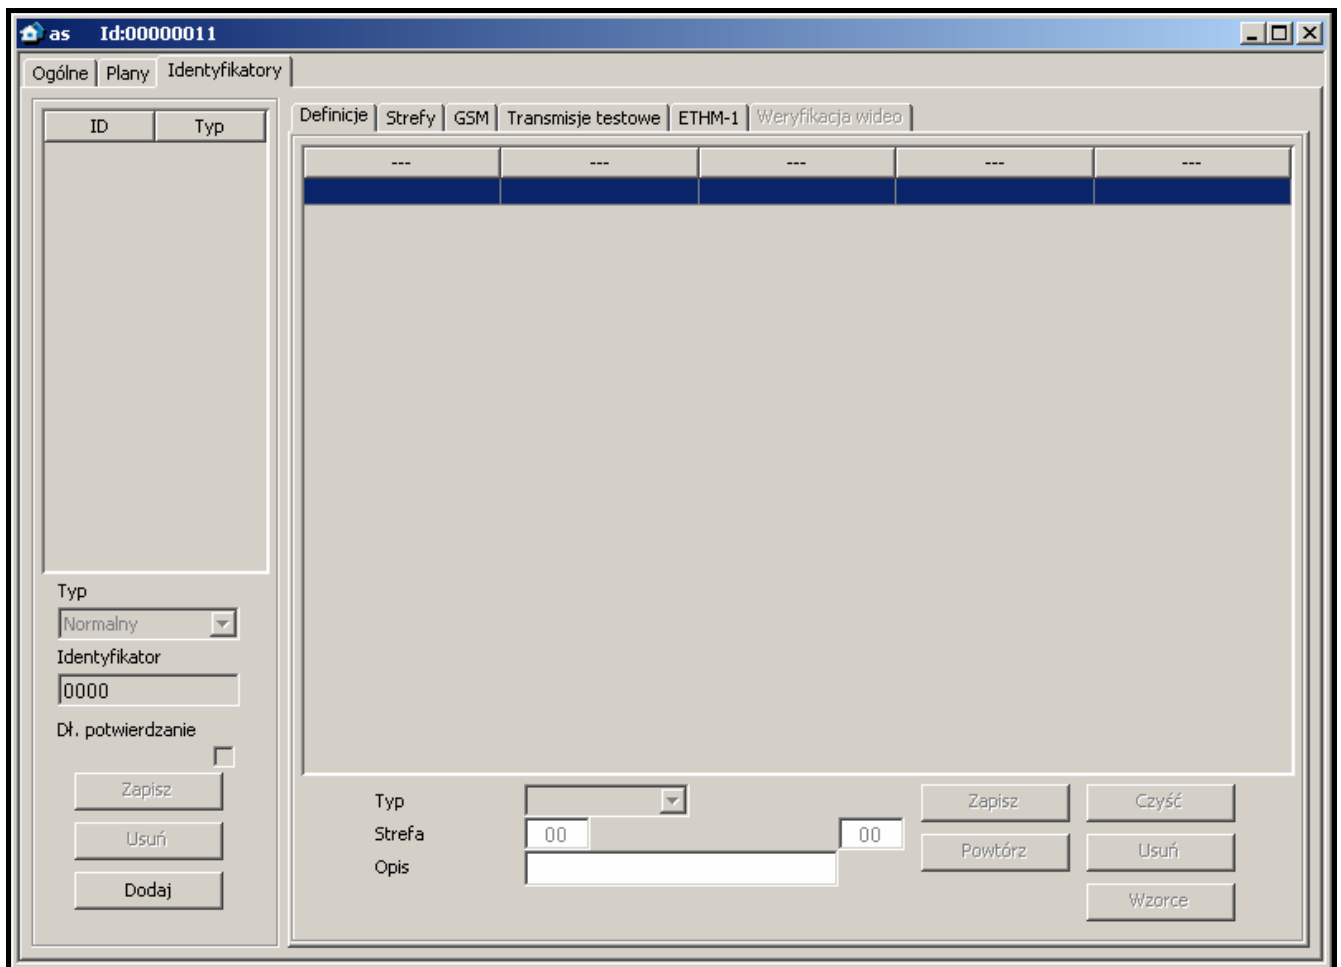 as Id:00000011
Ogólne Plany Identyfikatory
ID Typ
Definicje Strefy GSM Transmisje testowe ETHM-1 Weryfikacja wideo
--- --- --- --- ---
Typ
Normalny
Identyfikator
0000
Dł. potwierdzanie
Zapisz
Usuń
Dodaj
Typ
Strefa 00 00
Opis
Zapisz Czyść
Powtórz Usuń
Wzorce